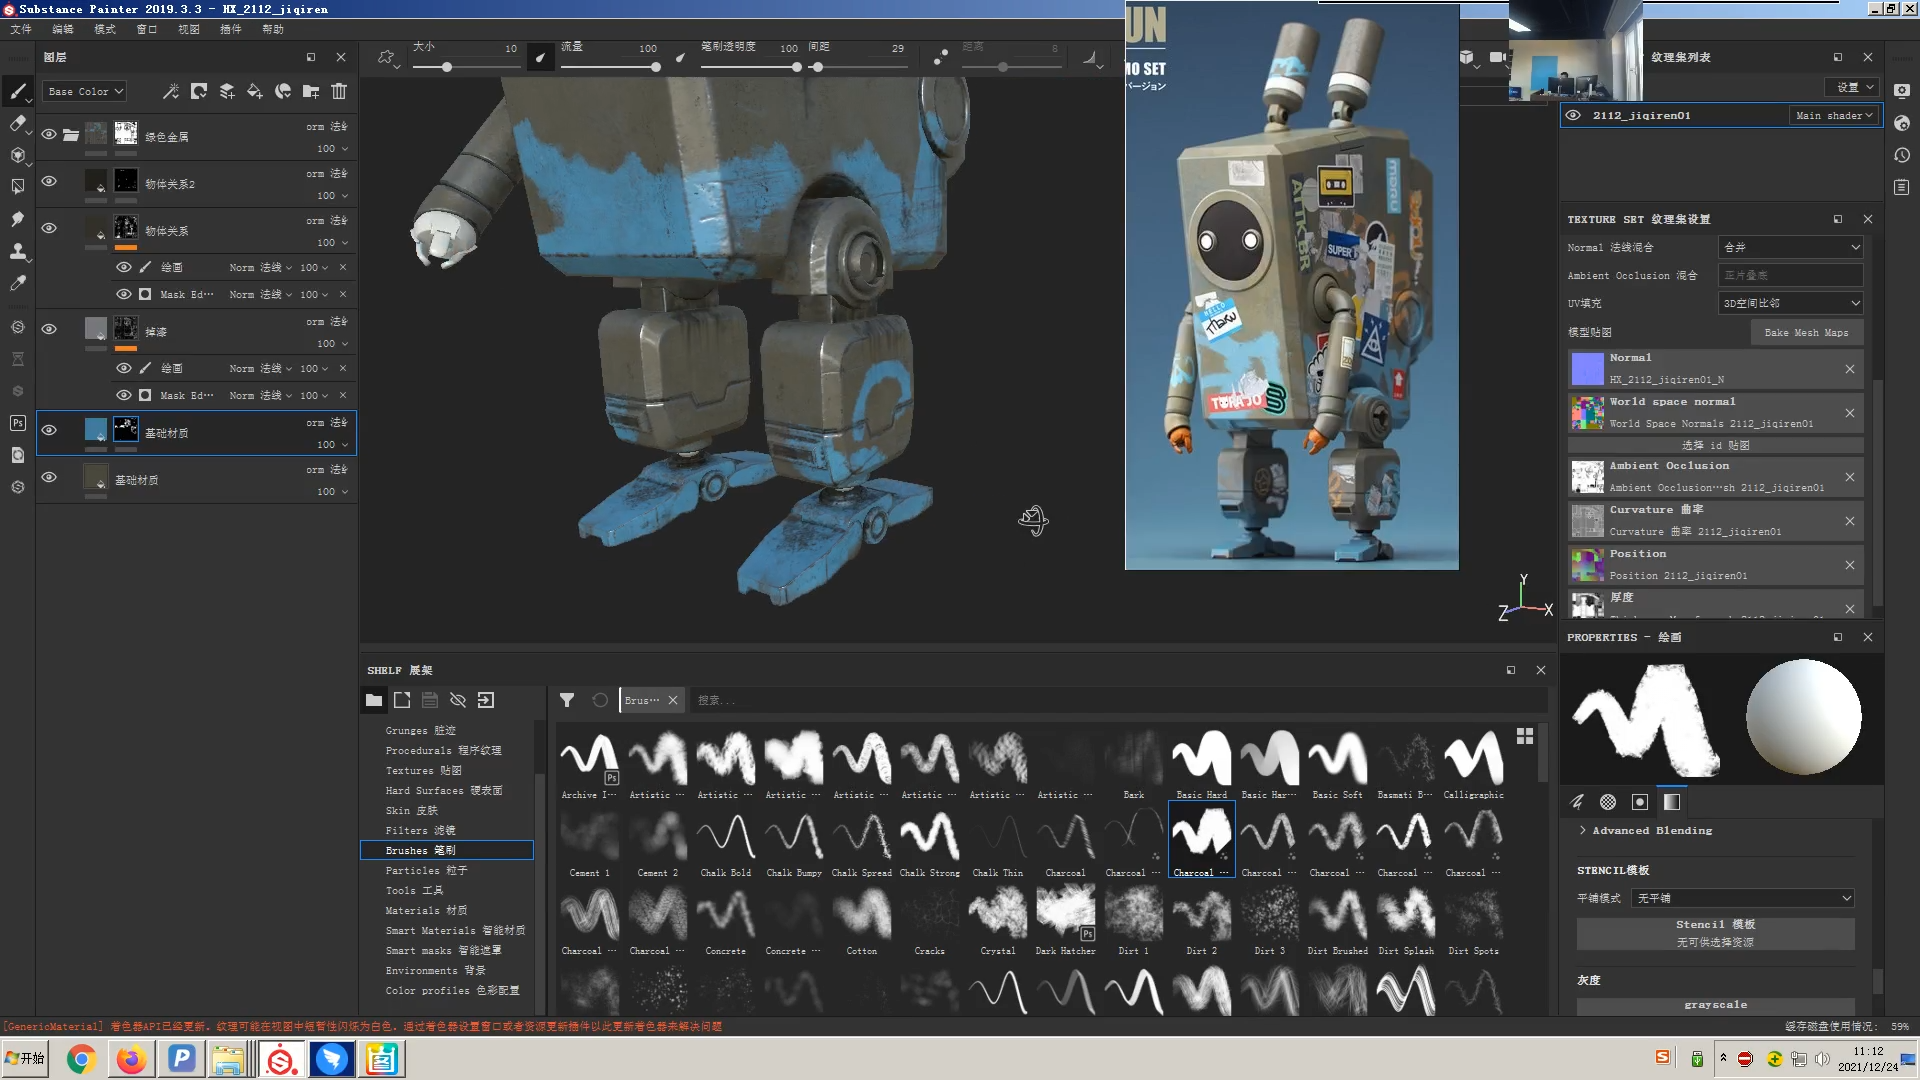 Substance Painter 2019.3.3 - HX_2112_jiqiren
文件 编辑 模式 窗口 视图 插件 帮助
图层
大小 10
流量 100
笔刷透明度 100
间距 29
距离 8
Base Color
绿色金属
orm 法线
100
物体关系2
orm 法线
100
物体关系
orm 法线
100
绘画 Norm 法线 100
Mask Ed… Norm 法线 100
掉漆
orm 法线
100
绘画 Norm 法线 100
Mask Ed… Norm 法线 100
Ps
基础材质
orm 法线
100
基础材质
orm 法线
100
UN
MO SET
バージョン
SUPER
HELLO
TORAJO
Y
Z X
纹理集列表
设置
2112_jiqiren01 Main shader
TEXTURE SET 纹理集设置
Normal 法线混合 合并
Ambient Occlusion 混合 正片叠底
UV填充 3D空间比邻
模型贴图 Bake Mesh Maps
Normal
HX_2112_jiqiren01_N
World space normal
World Space Normals 2112_jiqiren01
选择 id 贴图
Ambient Occlusion
Ambient Occlusion…sh 2112_jiqiren01
Curvature 曲率
Curvature 曲率 2112_jiqiren01
Position
Position 2112_jiqiren01
厚度
PROPERTIES - 绘画
Advanced Blending
STENCIL模板
平铺模式 无平铺
Stencil 模板
无可供选择资源
灰度
grayscale
SHELF 展架
Brus… 搜索...
Grunges 脏迹
Procedurals 程序纹理
Textures 贴图
Hard Surfaces 硬表面
Skin 皮肤
Filters 滤镜
Brushes 笔刷
Particles 粒子
Tools 工具
Materials 材质
Smart Materials 智能材质
Smart masks 智能遮罩
Environments 背景
Color profiles 色彩配置
Ps
Archive I… Artistic … Artistic … Artistic … Artistic … Artistic … Artistic … Artistic … Bark Basic Hard Basic Har… Basic Soft Basmati B… Calligraphic
Cement 1 Cement 2 Chalk Bold Chalk Bumpy Chalk Spread Chalk Strong Chalk Thin Charcoal Charcoal … Charcoal … Charcoal … Charcoal … Charcoal … Charcoal …
Ps
Charcoal … Charcoal … Concrete Concrete … Cotton Cracks Crystal Dark Hatcher Dirt 1 Dirt 2 Dirt 3 Dirt Brushed Dirt Splash Dirt Spots
[GenericMaterial] 着色器API已经更新。纹理可能在视图中短暂性闪烁为白色。通过着色器设置窗口或者资源更新插件以此更新着色器来解决问题
缓存磁盘使用情况: 59%
开始
11:12
2021/12/24